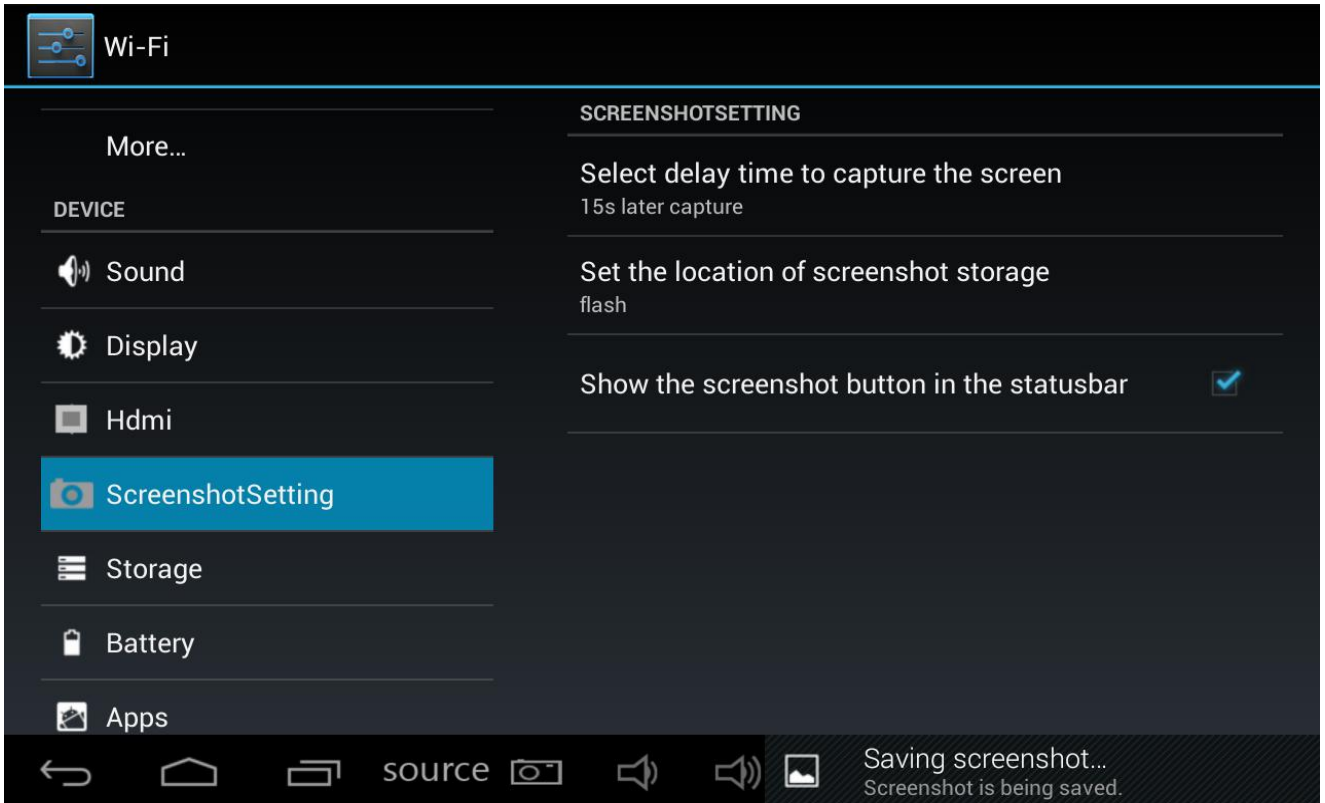 Wi-Fi
More...
DEVICE
Sound
Display
Hdmi
ScreenshotSetting
Storage
Battery
Apps
SCREENSHOTSETTING
Select delay time to capture the screen
15s later capture
Set the location of screenshot storage
flash
Show the screenshot button in the statusbar
source
Saving screenshot...
Screenshot is being saved.